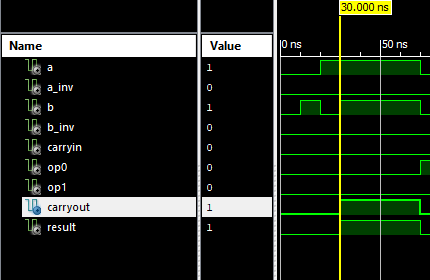 30.000 ns
Name Value 0 ns 50 ns
a 1
a_inv 0
b 1
b_inv 0
carryin 0
op0 0
op1 0
carryout 1
result 1